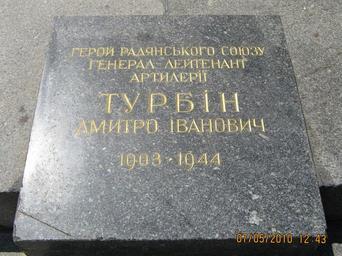 ГЕРОЙ РАДЯНСЬКОГО СОЮЗУ
ГЕНЕРАЛ-ЛЕЙТЕНАНТ
АРТИЛЕРІЇ
ТУРБІН
ДМИТРО ІВАНОВИЧ
1903-1944
07/05/2010 12:43